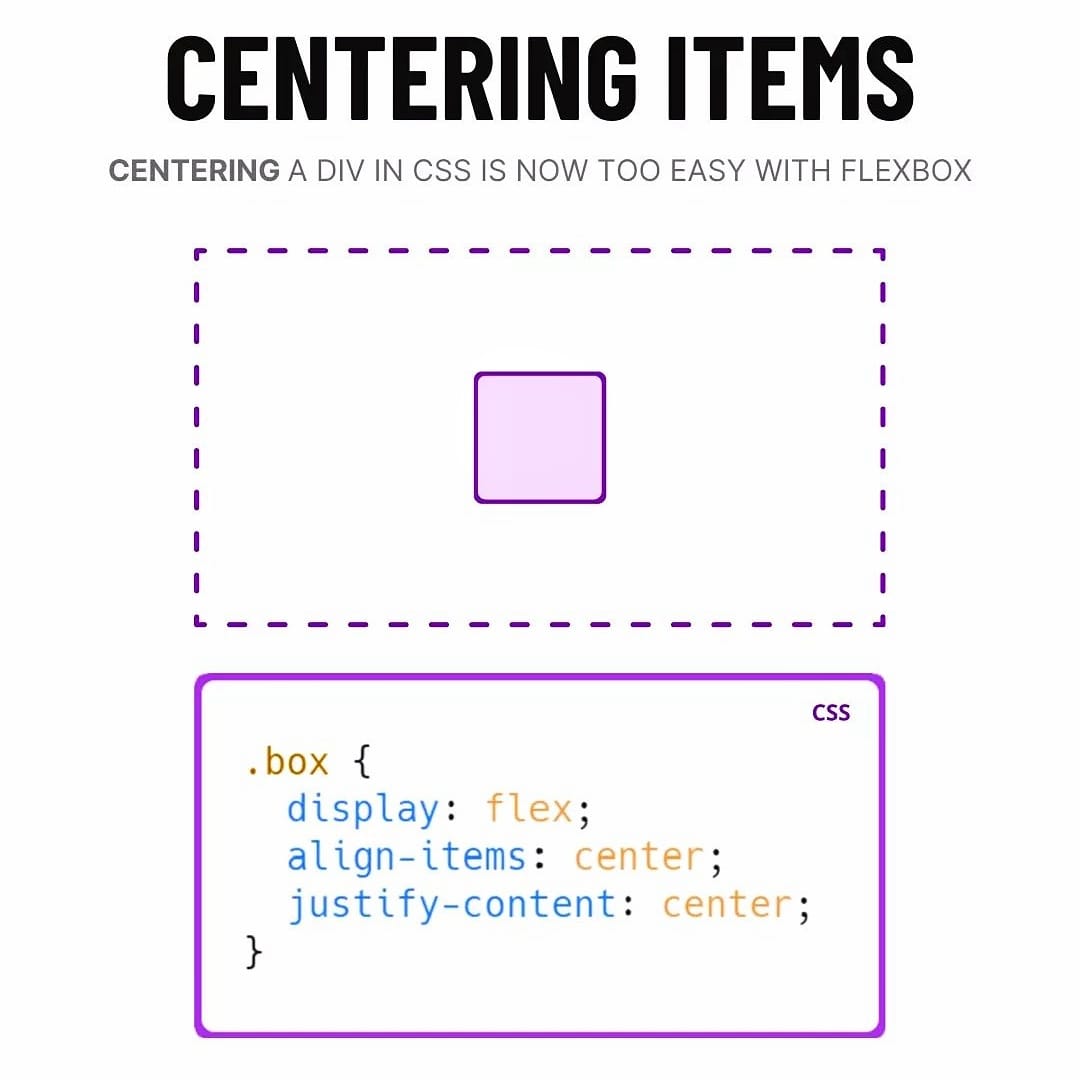 CENTERING ITEMS
CENTERING A DIV IN CSS IS NOW TOO EASY WITH FLEXBOX
CSS
.box {
  display: flex;
  align-items: center;
  justify-content: center;
}